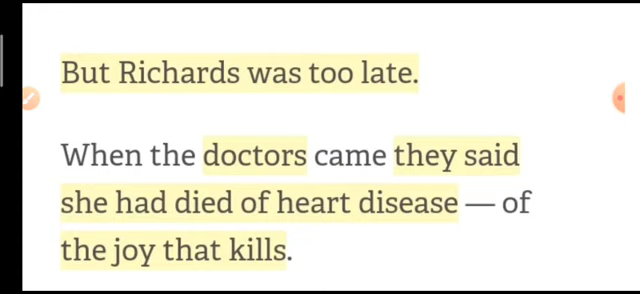 But Richards was too late.
When the doctors came they said
she had died of heart disease — of
the joy that kills.